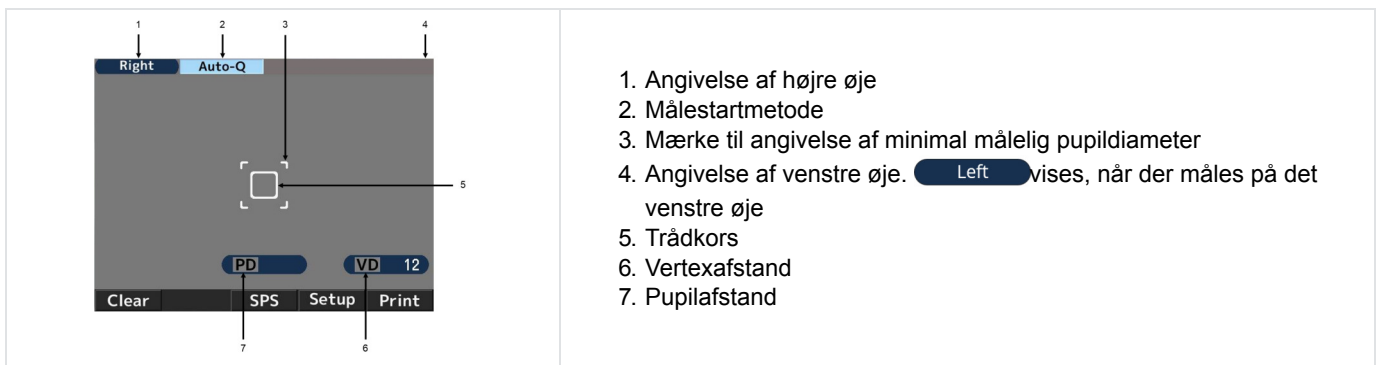 1 2 3 4
Right Auto-Q
5
PD VD 12
Clear SPS Setup Print
7 6
1. Angivelse af højre øje
2. Målestartmetode
3. Mærke til angivelse af minimal målelig pupildiameter
4. Angivelse af venstre øje. Left vises, når der måles på det
venstre øje
5. Trådkors
6. Vertexafstand
7. Pupilafstand